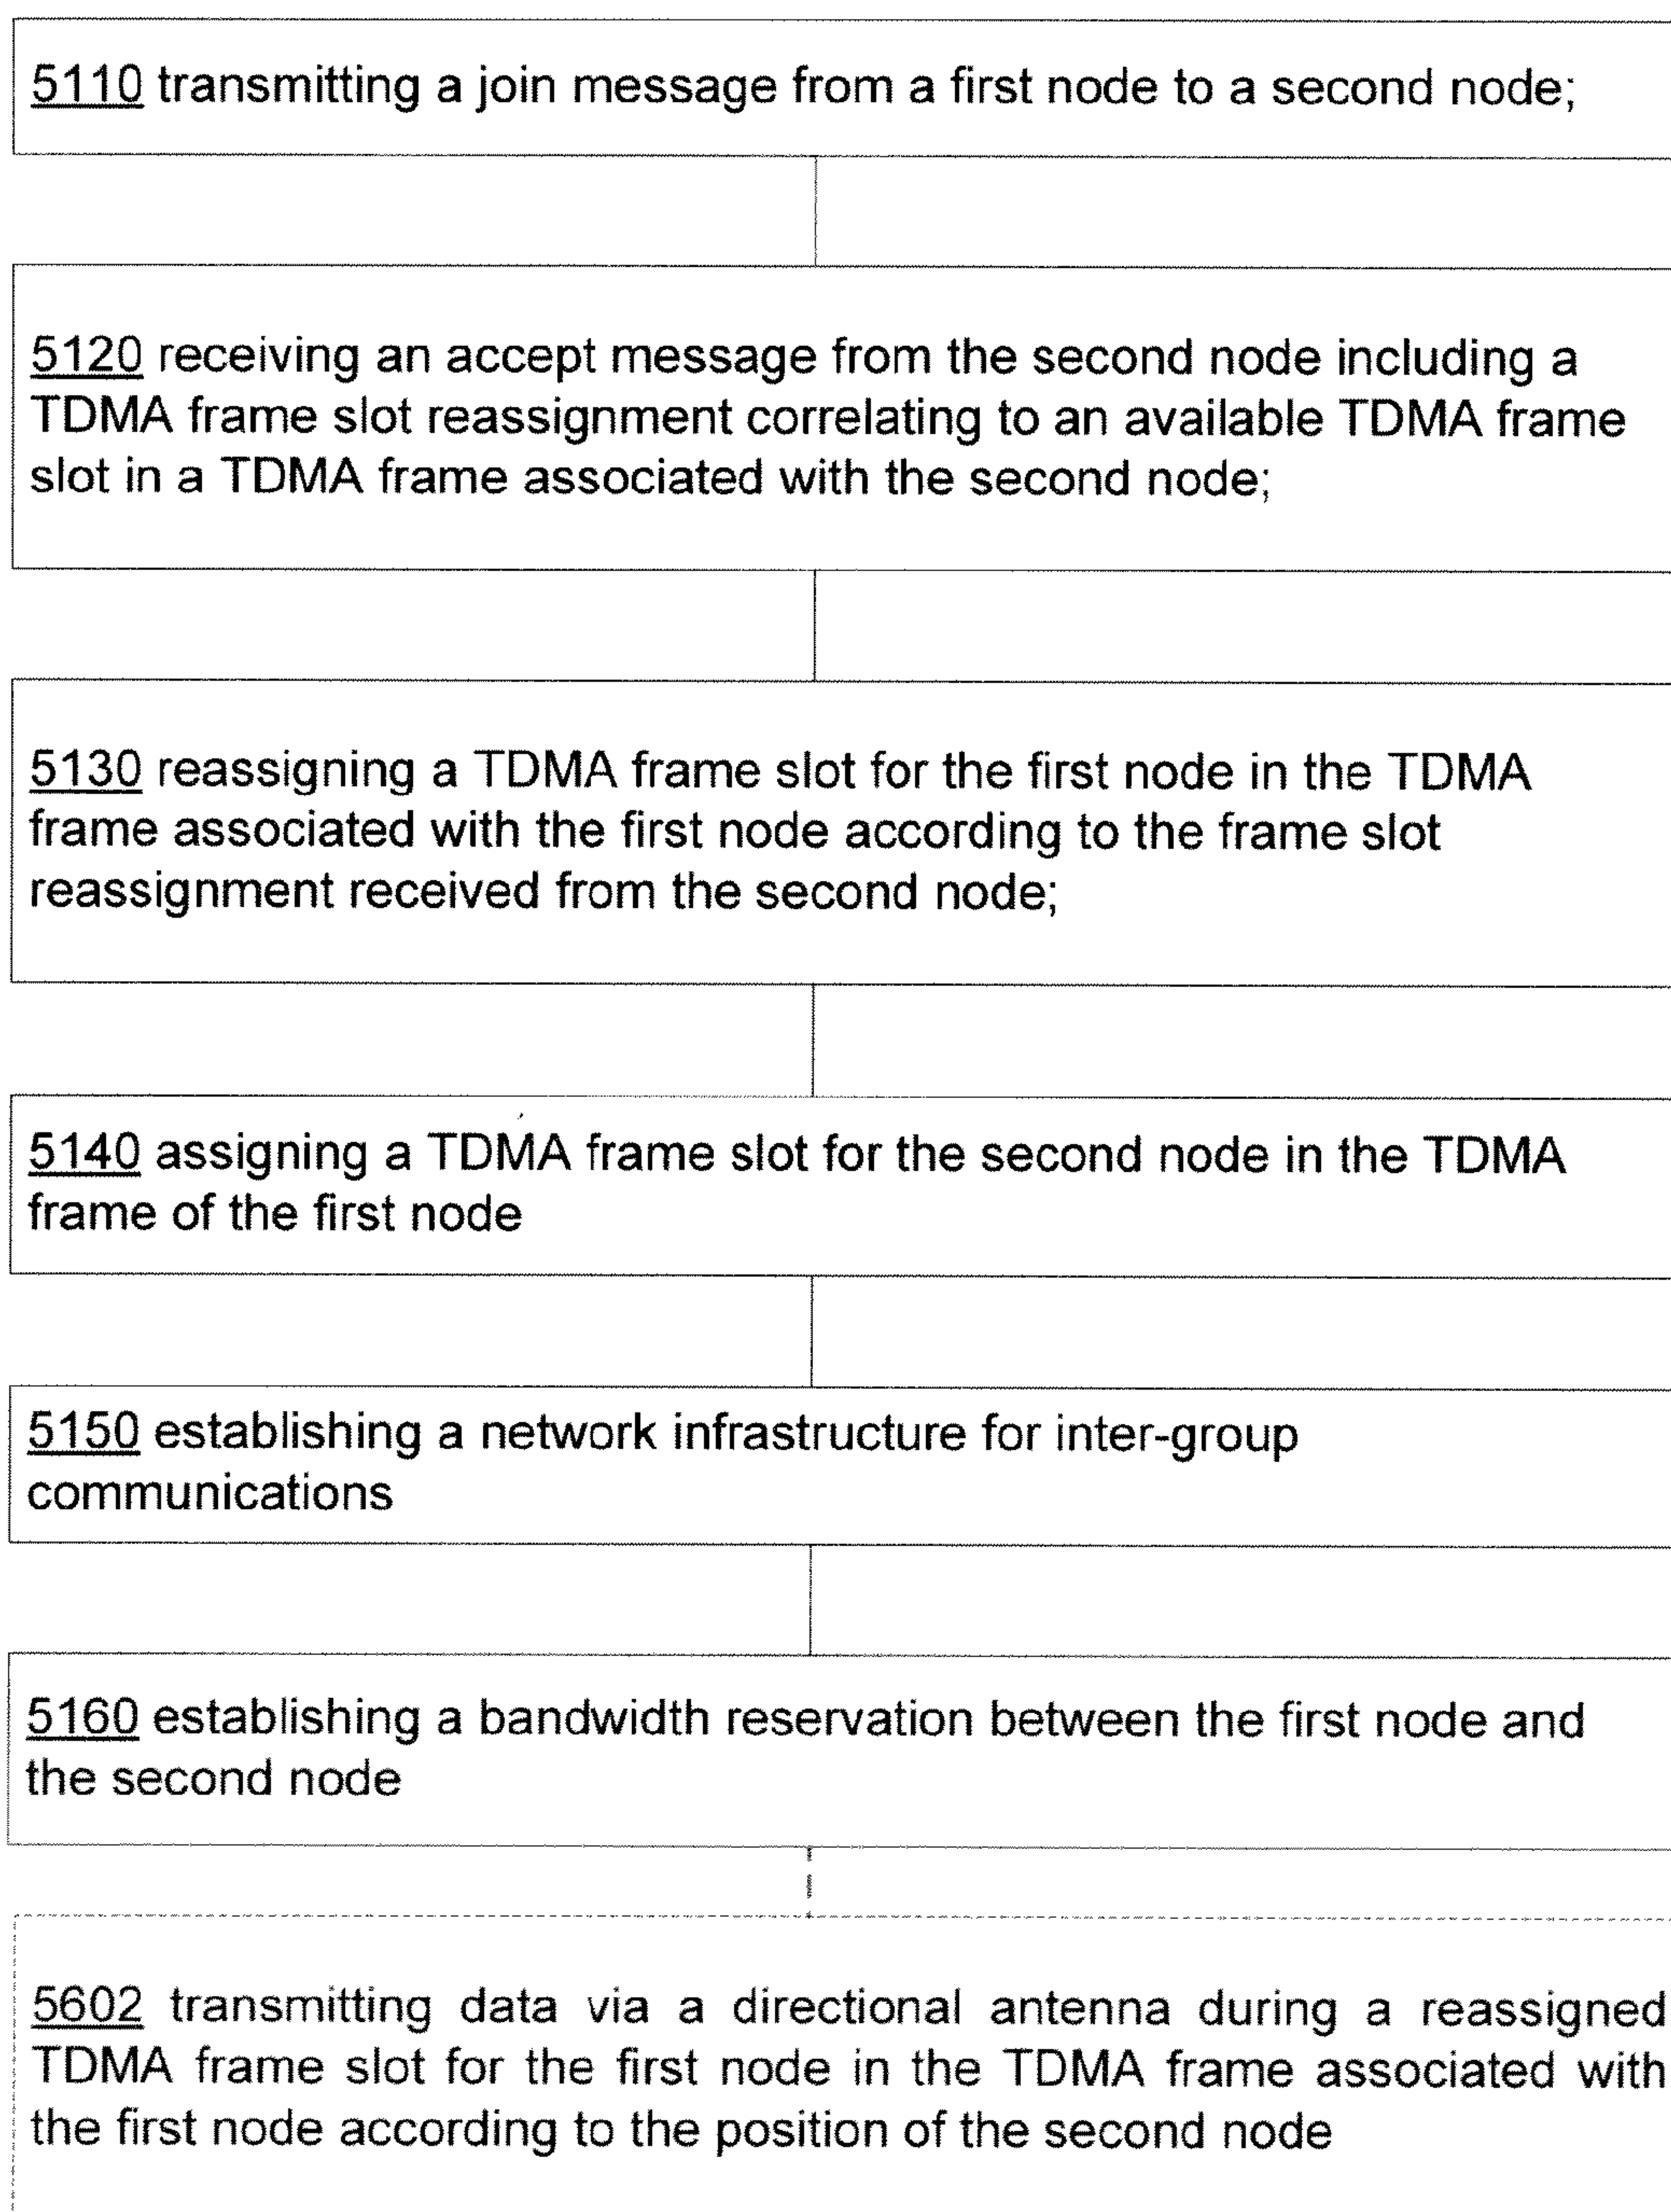 5110 transmitting a join message from a first node to a second node;
5120 receiving an accept message from the second node including a
TDMA frame slot reassignment correlating to an available TDMA frame
slot in a TDMA frame associated with the second node;
5130 reassigning a TDMA frame slot for the first node in the TDMA
frame associated with the first node according to the frame slot
reassignment received from the second node;
5140 assigning a TDMA frame slot for the second node in the TDMA
frame of the first node
5150 establishing a network infrastructure for inter-group
communications
5160 establishing a bandwidth reservation between the first node and
the second node
5602 transmitting data via a directional antenna during a reassigned
TDMA frame slot for the first node in the TDMA frame associated with
the first node according to the position of the second node